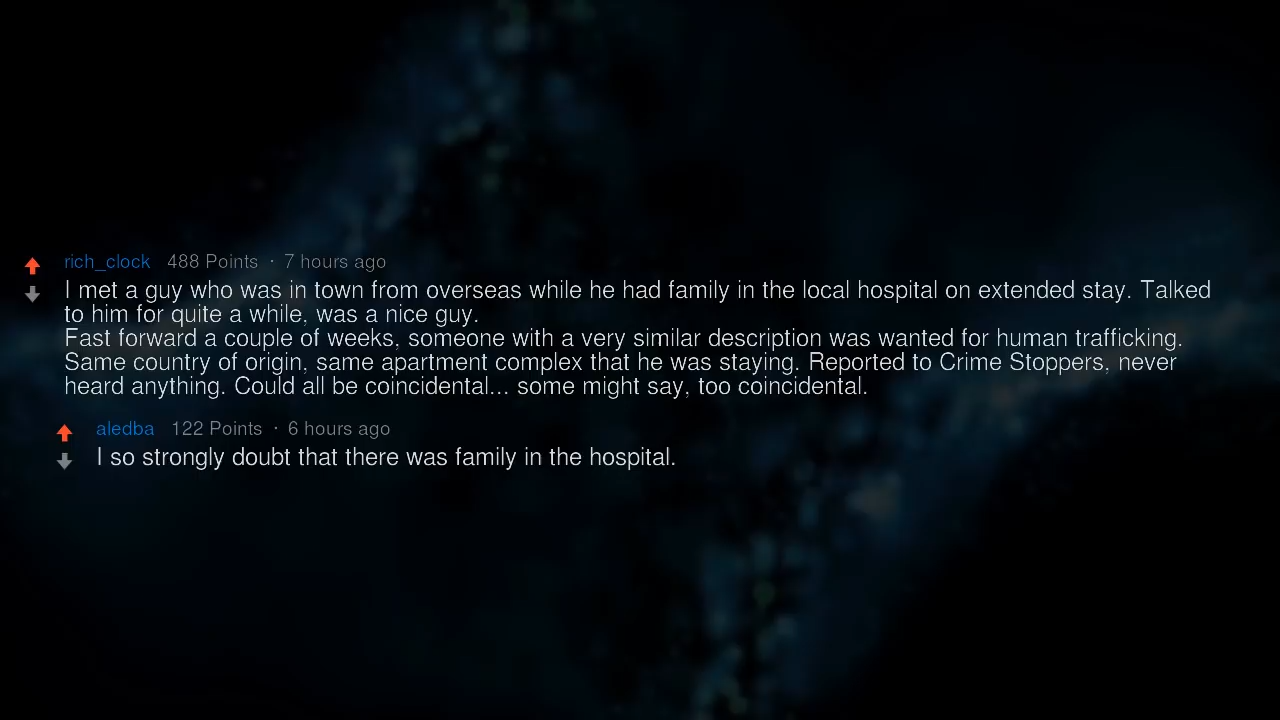 rich_clock 488 Points · 7 hours ago
I met a guy who was in town from overseas while he had family in the local hospital on extended stay. Talked
to him for quite a while, was a nice guy.
Fast forward a couple of weeks, someone with a very similar description was wanted for human trafficking.
Same country of origin, same apartment complex that he was staying. Reported to Crime Stoppers, never
heard anything. Could all be coincidental... some might say, too coincidental.
aledba 122 Points · 6 hours ago
I so strongly doubt that there was family in the hospital.